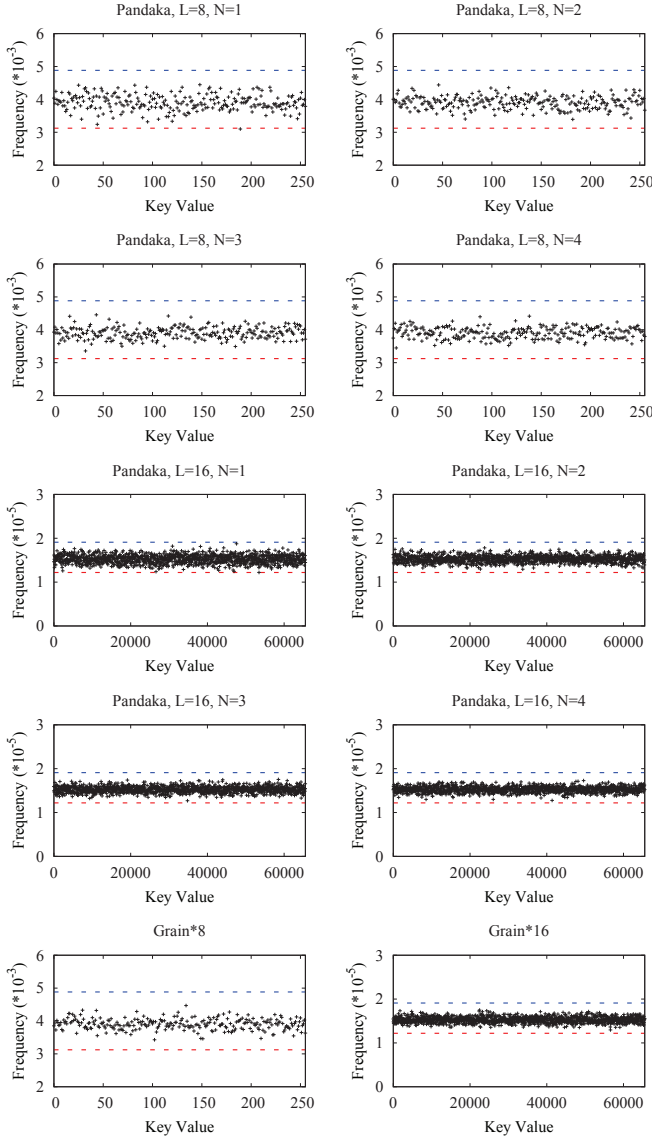 Pandaka, L=8, N=1
Frequency (*10-3)
6
5
4
3
2
0 50 100 150 200 250
Key Value
Pandaka, L=8, N=2
Frequency (*10-3)
6
5
4
3
2
0 50 100 150 200 250
Key Value
Pandaka, L=8, N=3
Frequency (*10-3)
6
5
4
3
2
0 50 100 150 200 250
Key Value
Pandaka, L=8, N=4
Frequency (*10-3)
6
5
4
3
2
0 50 100 150 200 250
Key Value
Pandaka, L=16, N=1
Frequency (*10-5)
3
2
1
0
0 20000 40000 60000
Key Value
Pandaka, L=16, N=2
Frequency (*10-5)
3
2
1
0
0 20000 40000 60000
Key Value
Pandaka, L=16, N=3
Frequency (*10-5)
3
2
1
0
0 20000 40000 60000
Key Value
Pandaka, L=16, N=4
Frequency (*10-5)
3
2
1
0
0 20000 40000 60000
Key Value
Grain*8
Frequency (*10-3)
6
5
4
3
2
0 50 100 150 200 250
Key Value
Grain*16
Frequency (*10-5)
3
2
1
0
0 20000 40000 60000
Key Value